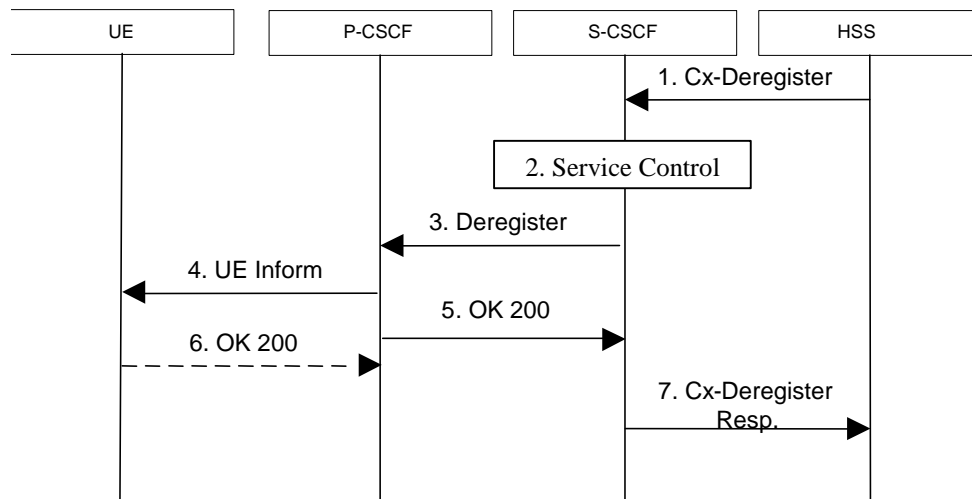 UE
P-CSCF
S-CSCF
HSS
1. Cx-Deregister
2. Service Control
3. Deregister
4. UE Inform
5. OK 200
6. OK 200
7. Cx-Deregister
Resp.